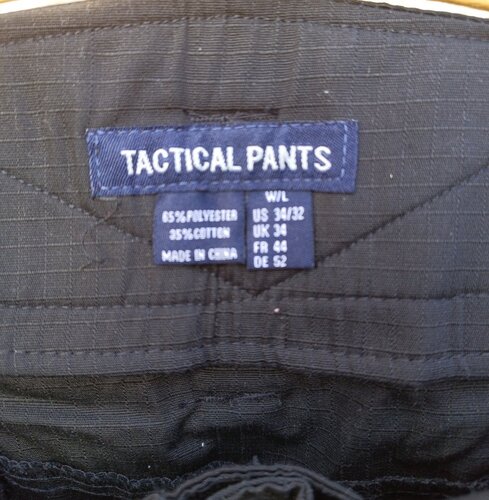 TACTICAL PANTS
65% POLYESTER
35% COTTON
MADE IN CHINA
W/L
US 34/32
UK 34
FR 44
DE 52